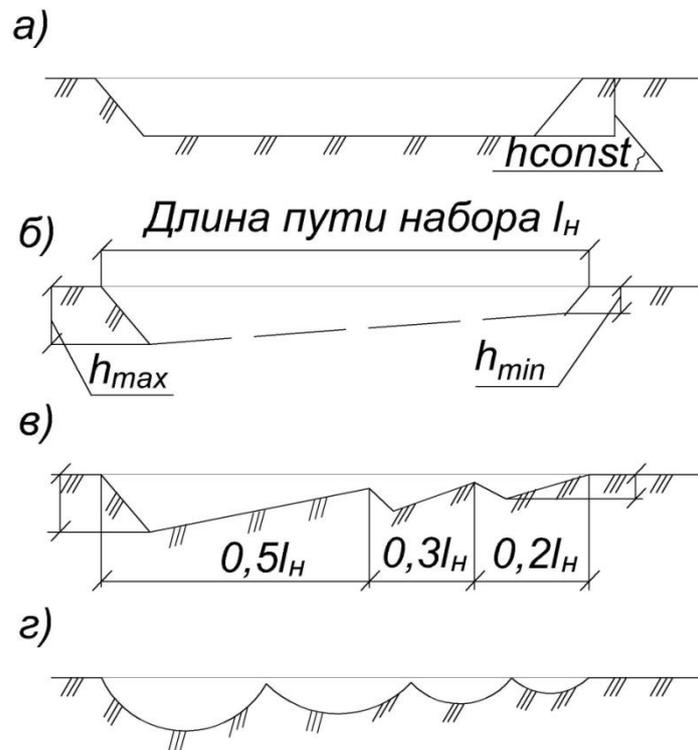 а)
hconst
б)
Длина пути набора lн
hmax
hmin
в)
0,5lн
0,3lн
0,2lн
г)